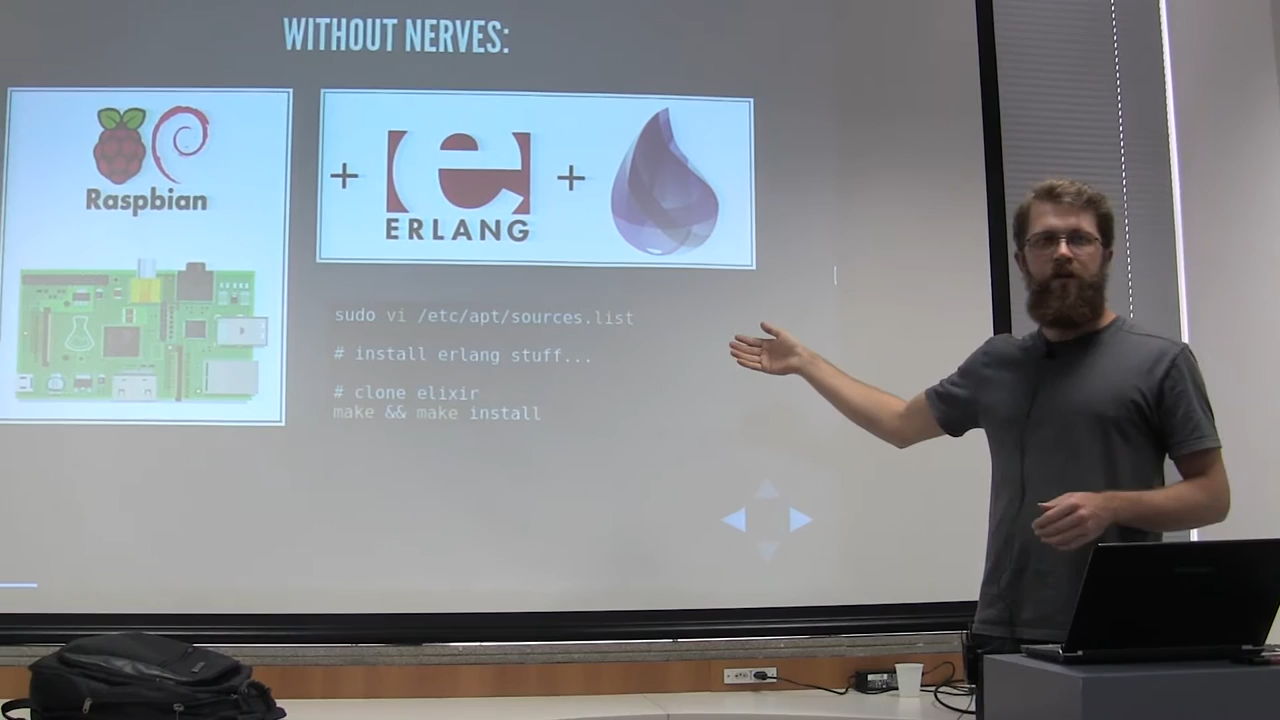 WITHOUT NERVES:
Raspbian
+ e +
ERLANG
sudo vi /etc/apt/sources.list
# install erlang stuff...
# clone elixir
make && make install